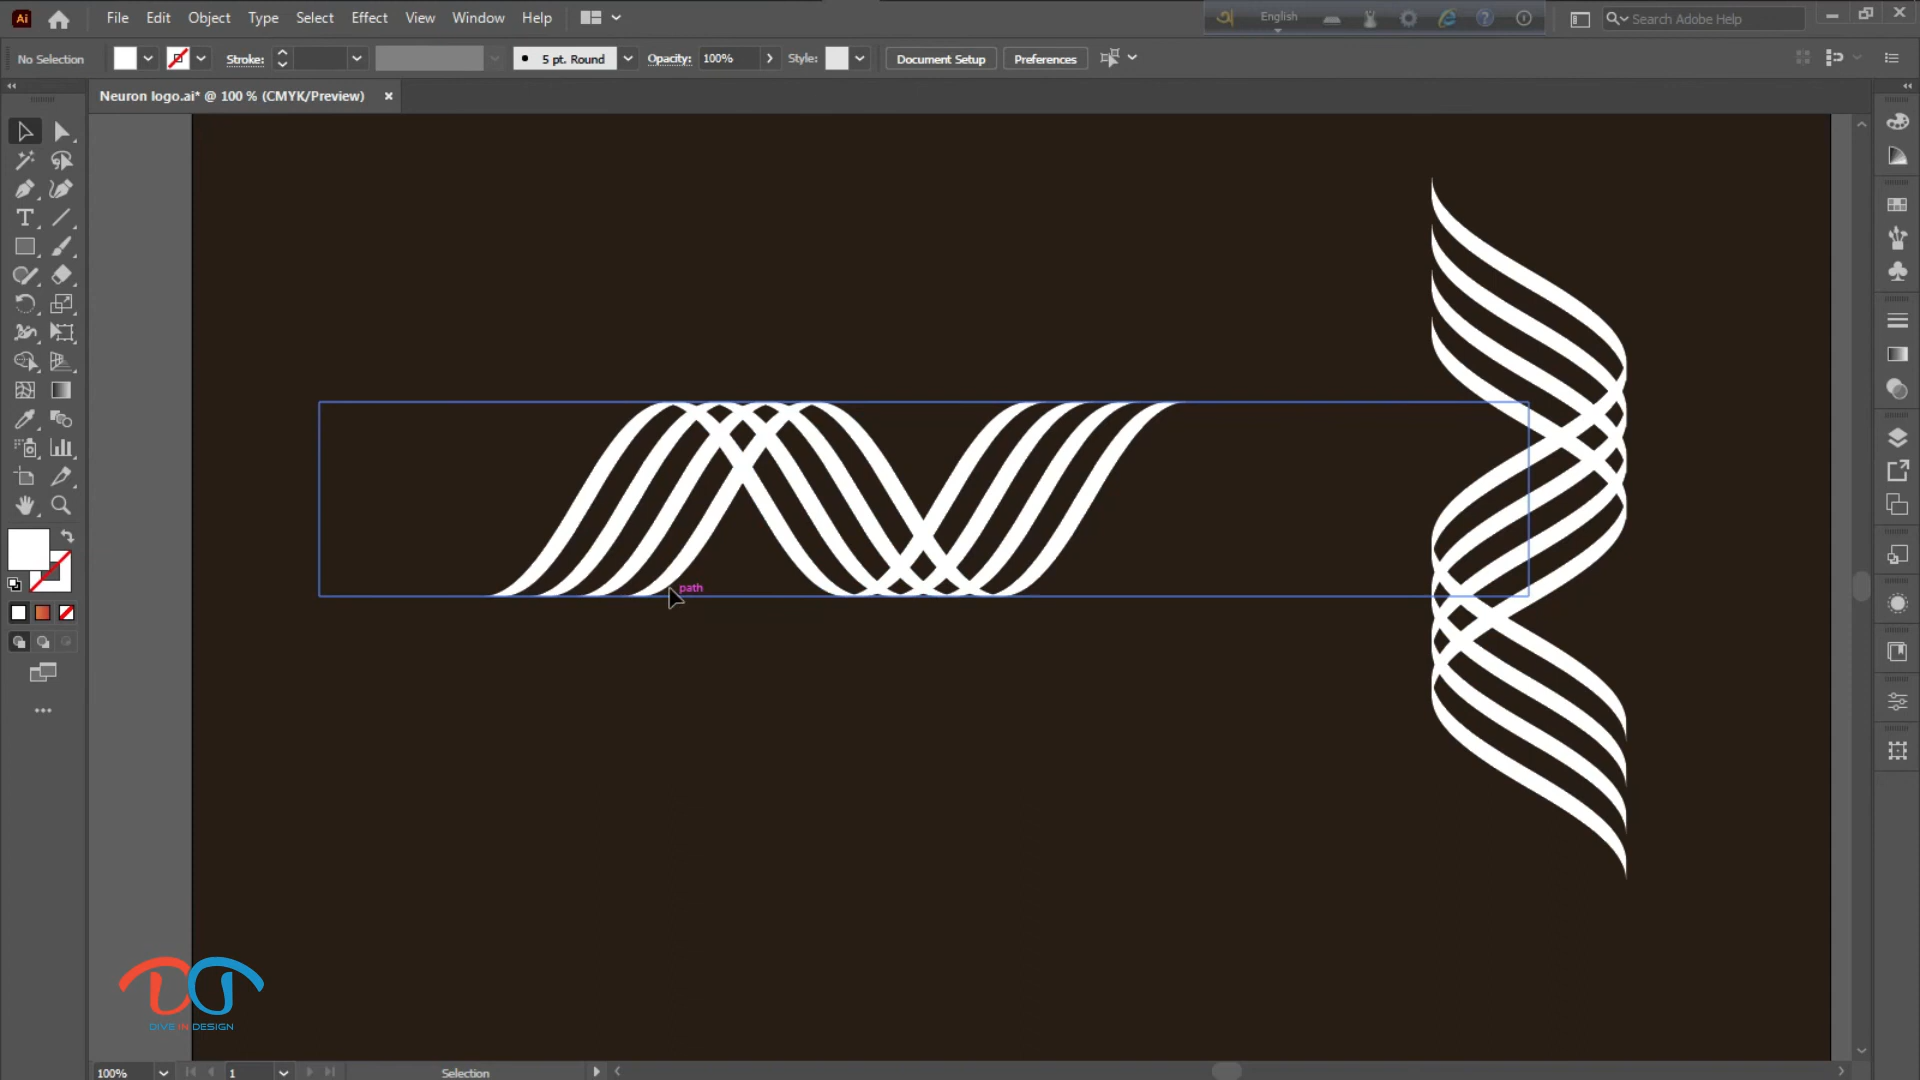 Ai File Edit Object Type Select Effect View Window Help English Search Adobe Help
No Selection Stroke: 5 pt. Round Opacity: 100% Style: Document Setup Preferences
Neuron logo.ai* @ 100 % (CMYK/Preview) ×
path
DIVE IN DESIGN
100% 1 Selection